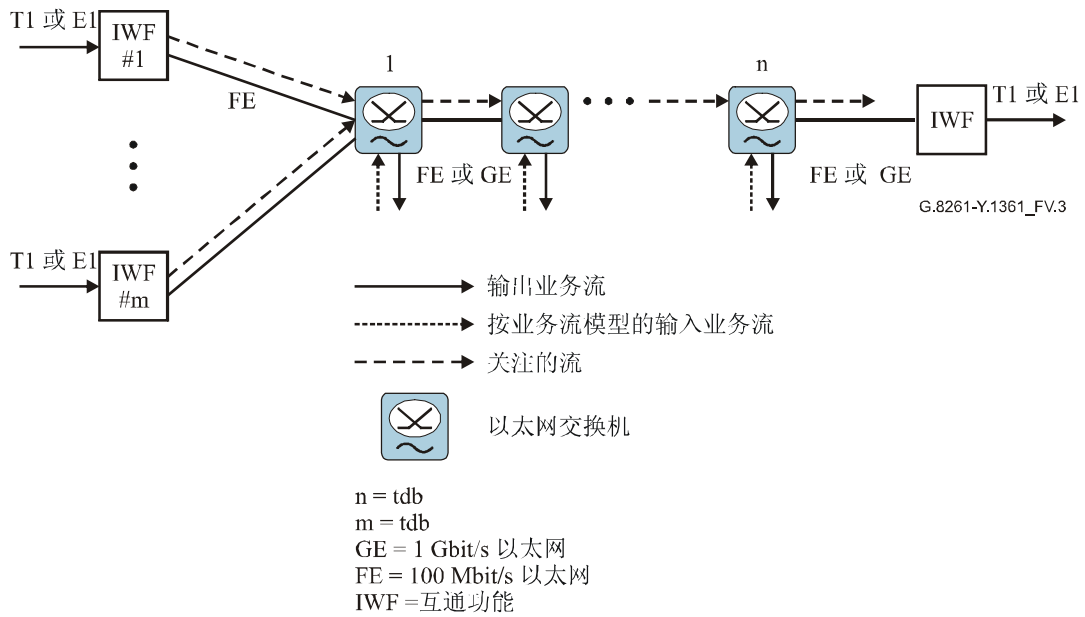 T1 或 E1
IWF
#1
FE
T1 或 E1
IWF
#m
1
FE 或 GE
n
FE 或 GE
IWF
T1 或 E1
G.8261-Y.1361_FV.3
输出业务流
按业务流模型的输入业务流
关注的流
以太网交换机
n = tdb
m = tdb
GE = 1 Gbit/s 以太网
FE = 100 Mbit/s 以太网
IWF =互通功能